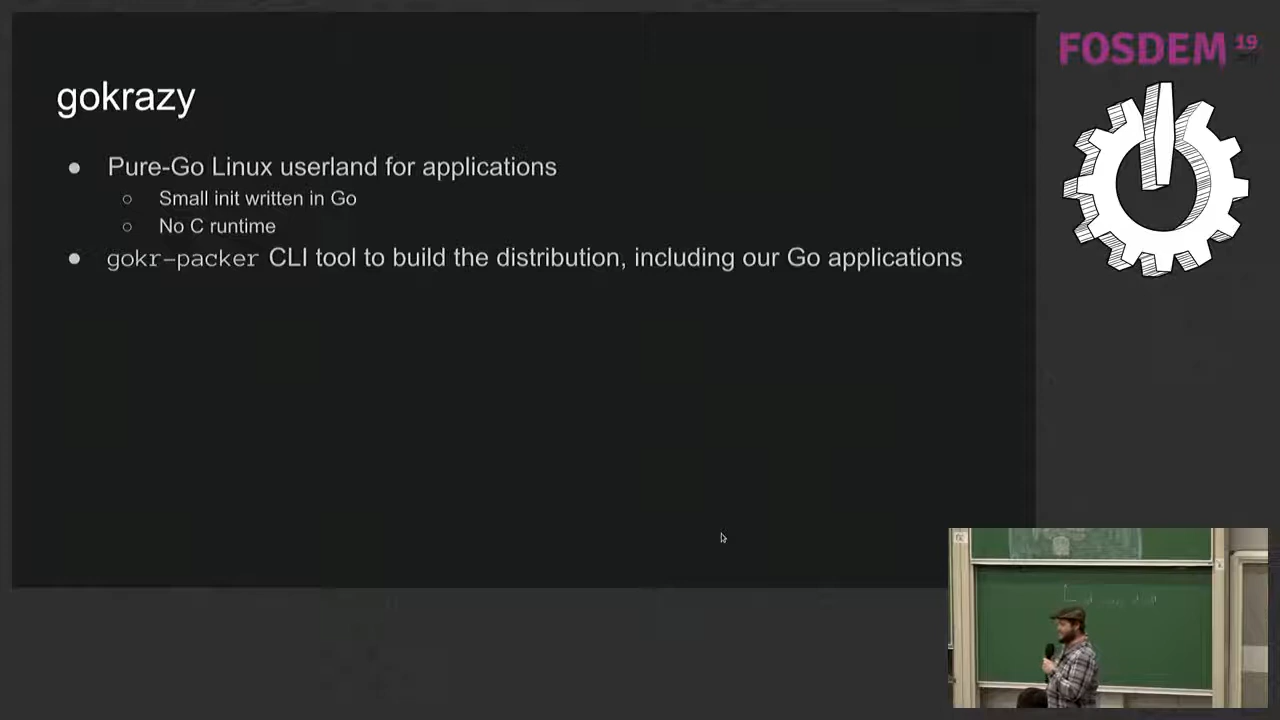 FOSDEM 19
gokrazy
● Pure-Go Linux userland for applications
○ Small init written in Go
○ No C runtime
● gokr-packer CLI tool to build the distribution, including our Go applications